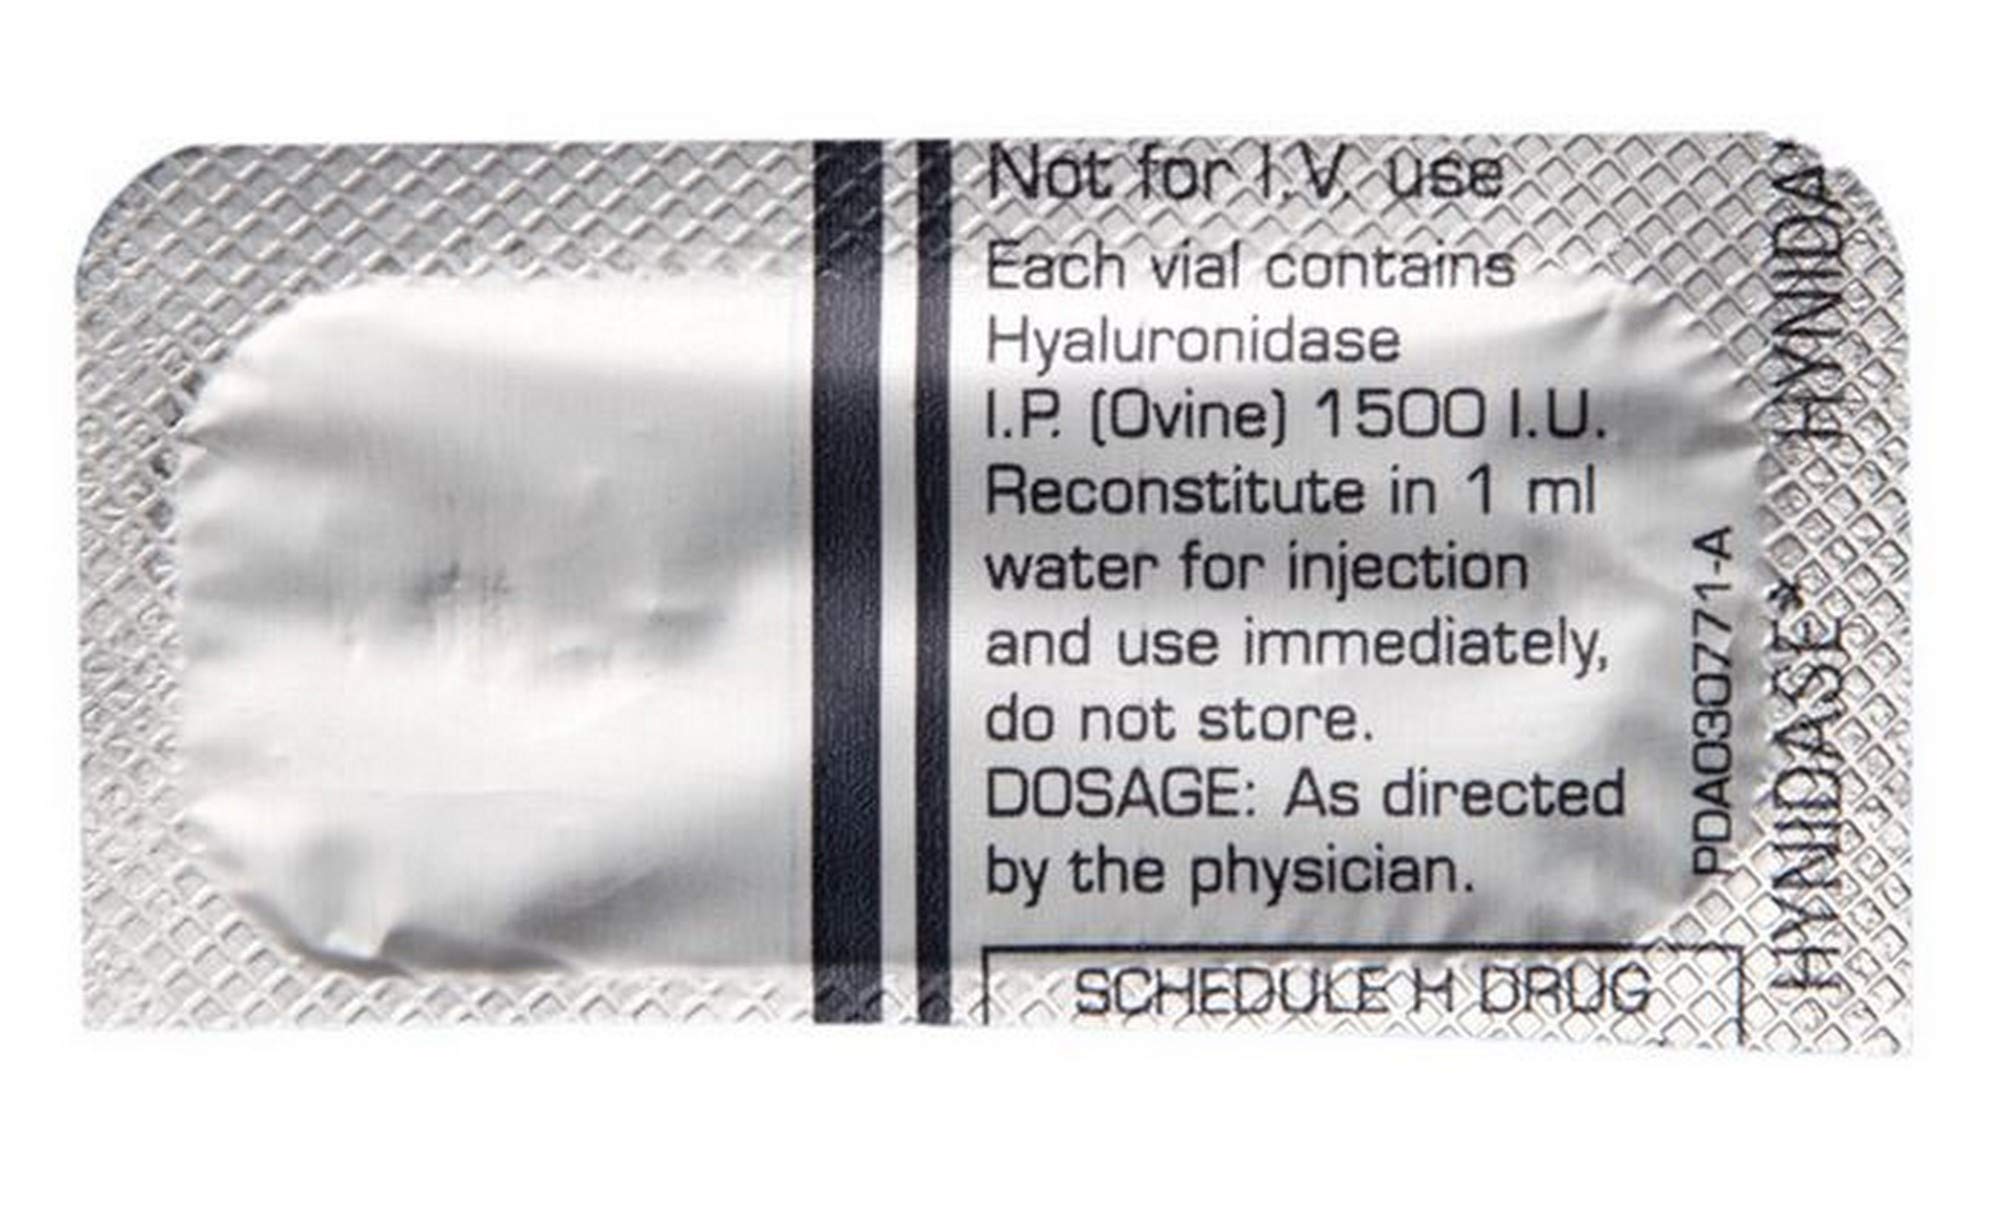 Not for I.V. use
Each vial contains
Hyaluronidase
I.P. (Ovine) 1500 I.U.
Reconstitute in 1 ml
water for injection
and use immediately,
do not store.
DOSAGE: As directed
by the physician.
SCHEDULE H DRUG
PDA030771-A
HYNIDASE* HYNIDA